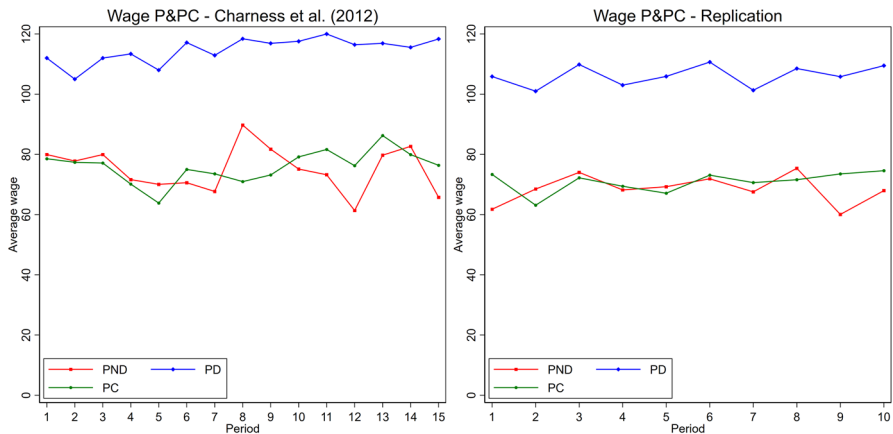 Wage P&PC - Charness et al. (2012)
Average wage
120
100
80
60
40
20
0
PND
PD
PC
1 2 3 4 5 6 7 8 9 10 11 12 13 14 15
Period
Wage P&PC - Replication
Average wage
120
100
80
60
40
20
0
PND
PD
PC
1 2 3 4 5 6 7 8 9 10
Period